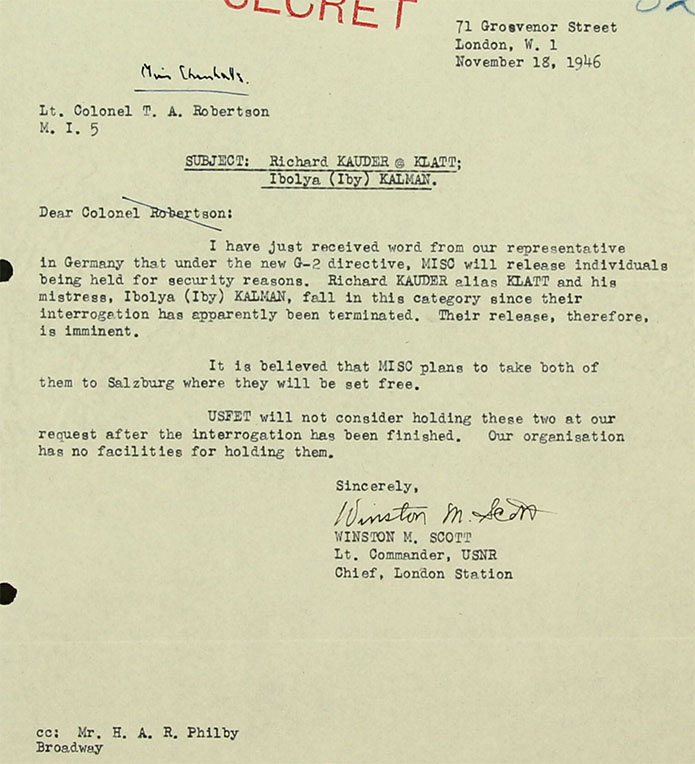 SECRET
71 Grosvenor Street
London, W. 1
November 18, 1946
Miss
Lt. Colonel T. A. Robertson
M. I. 5
SUBJECT: Richard KAUDER @ KLATT;
Ibolya (Iby) KALMAN.
Dear Colonel Robertson:
I have just received word from our representative
in Germany that under the new G-2 directive, MISC will release individuals
being held for security reasons. Richard KAUDER alias KLATT and his
mistress, Ibolya (Iby) KALMAN, fall in this category since their
interrogation has apparently been terminated. Their release, therefore,
is imminent.
It is believed that MISC plans to take both of
them to Salzburg where they will be set free.
USFET will not consider holding these two at our
request after the interrogation has been finished. Our organisation
has no facilities for holding them.
Sincerely,
Winston M. Scott
WINSTON M. SCOTT
Lt. Commander, USNR
Chief, London Station
cc: Mr. H. A. R. Philby
Broadway